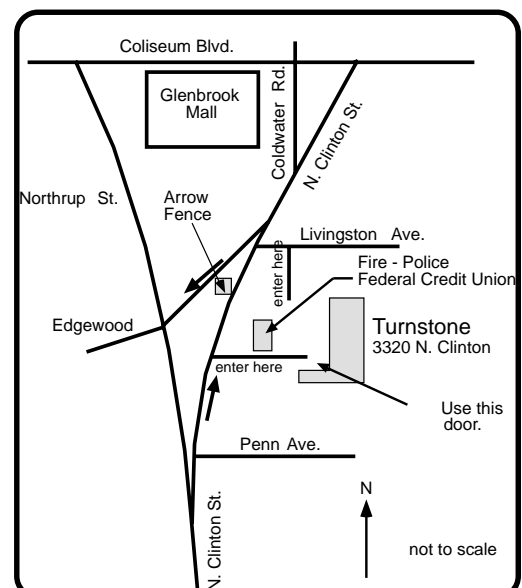 Coliseum Blvd.
Glenbrook
Mall
Coldwater Rd.
N. Clinton St.
Northrup St.
Arrow
Fence
Livingston Ave.
enter here
Fire - Police
Federal Credit Union
Edgewood
Turnstone
3320 N. Clinton
enter here
Use this
door.
Penn Ave.
N
N. Clinton St.
not to scale